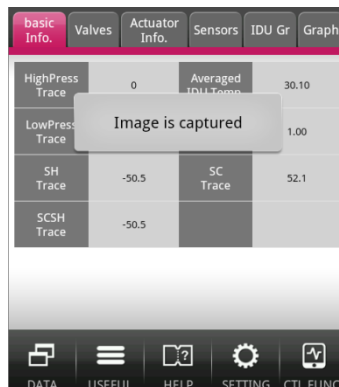 basic
Info.
Valves
Actuator
Info.
Sensors
IDU Gr
Graph
HighPress
Trace
0
Averaged
IDU Temp
30.10
LowPress
Trace
Image is captured
1.00
SH
Trace
-50.5
SC
Trace
52.1
SCSH
Trace
-50.5
DATA
USEFUL
HELP
SETTING
CTL FUNC